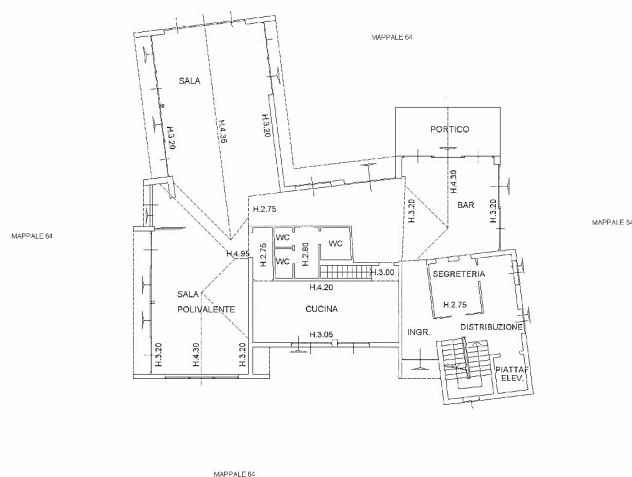 MAPPALE 64
SALA
H.3.20
H.4.35
H.3.20
PORTICO
H.4.30
H.3.20
BAR
H.3.20
H.2.75
MAPPALE 64
MAPPALE 64
H.4.95
H.2.75
WC
WC
H.2.80
WC
H.3.00
SEGRETERIA
H.4.20
SALA
POLIVALENTE
CUCINA
H.2.75
H.3.05
INGR.
DISTRIBUZIONE
H.3.20
H.4.30
H.3.20
PIATTAF.
ELEV.
MAPPALE 64